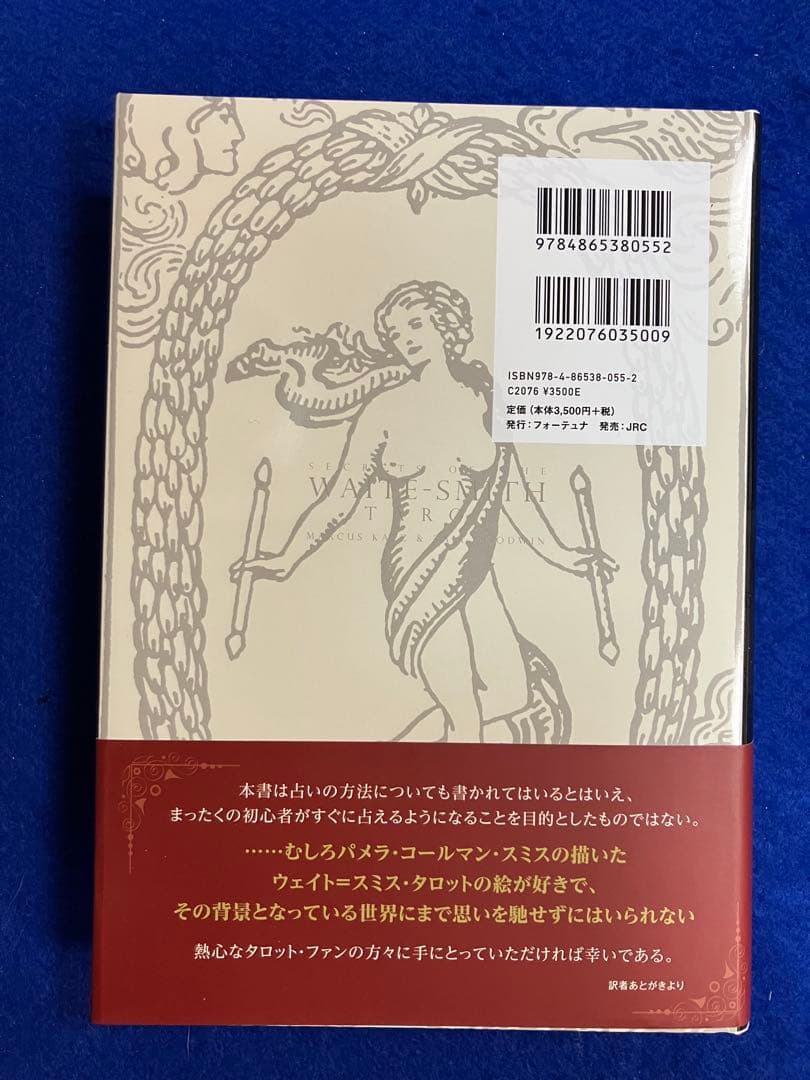 9784865380552
1922076035009
ISBN978-4-86538-055-2
C2076 ¥3500E
定価(本体3,500円+税)
発行:フォーテュナ 発売:JRC
SECRETS OF THE
WAITE-SMITH
MARCUS &
本書は占いの方法についても書かれてはいるとはいえ、
まったくの初心者がすぐに占えるようになることを目的としたものではない。
……むしろパメラ・コールマン・スミスの描いた
ウェイト=スミス・タロットの絵が好きで、
その背景となっている世界にまで思いを馳せずにはいられない
熱心なタロット・ファンの方々に手にとっていただければ幸いである。
訳者あとがきより